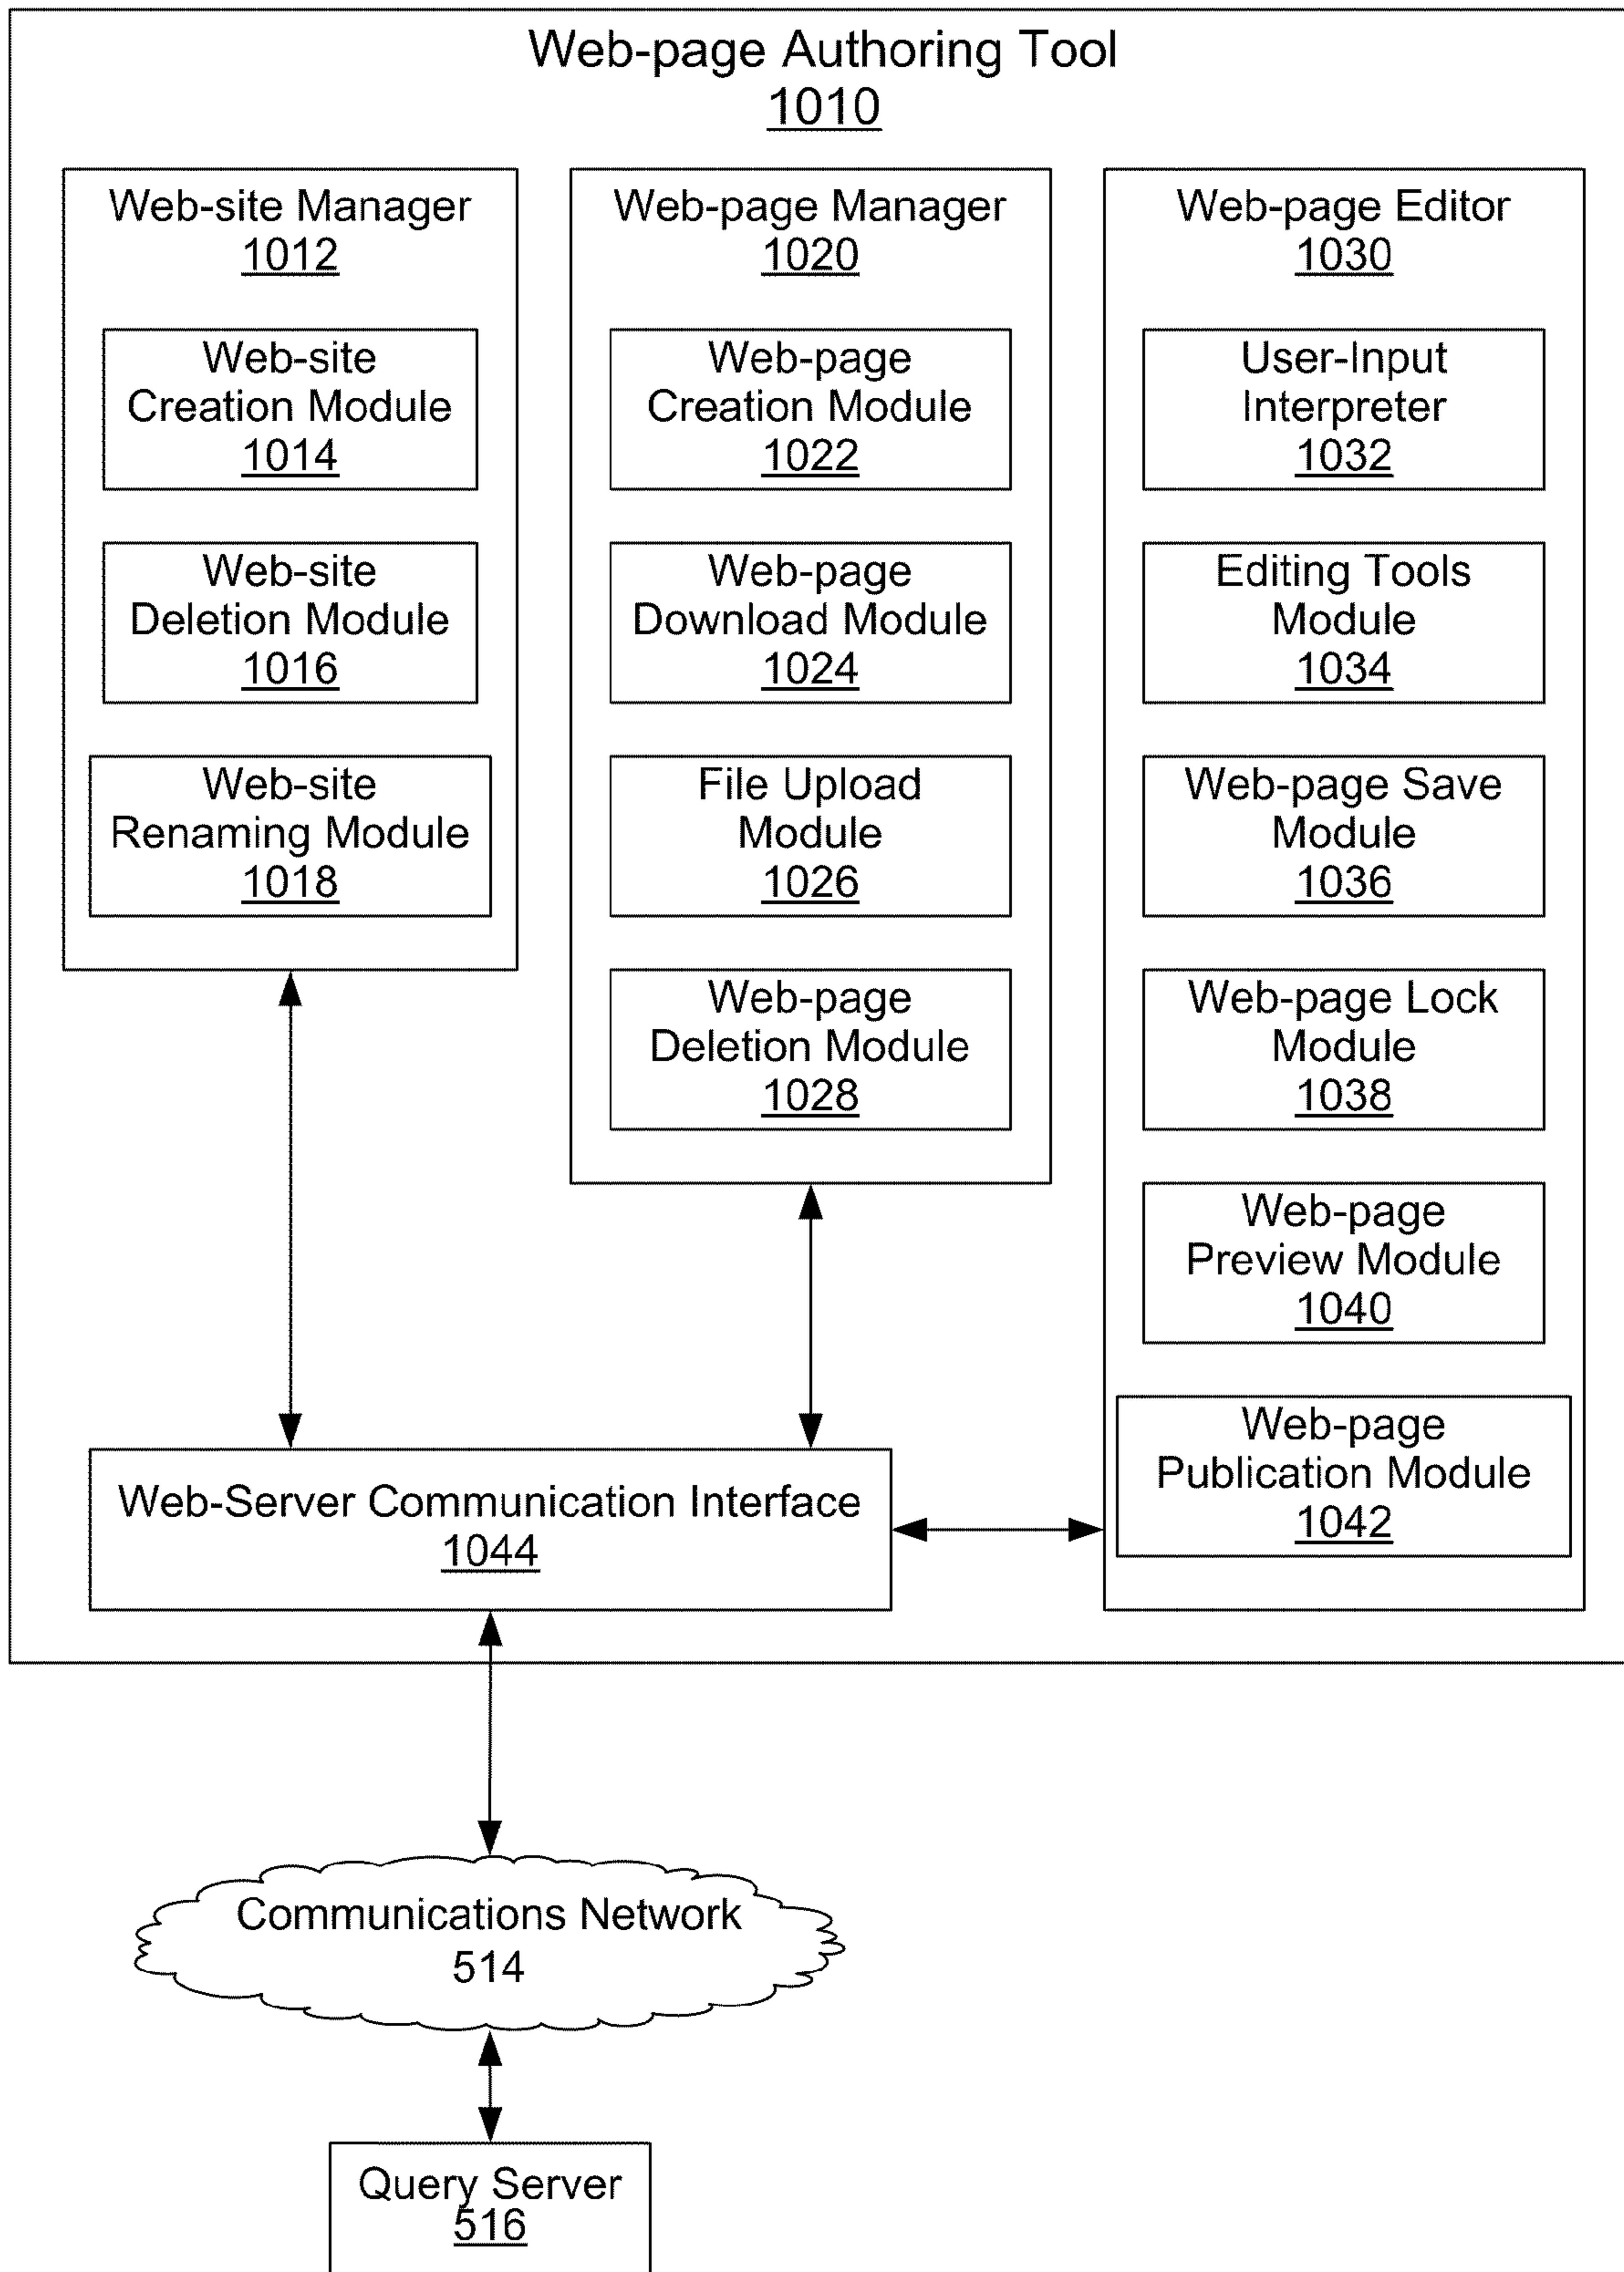 Web-page Authoring Tool
1010
Web-site Manager
1012
Web-site
Creation Module
1014
Web-site
Deletion Module
1016
Web-site
Renaming Module
1018
Web-page Manager
1020
Web-page
Creation Module
1022
Web-page
Download Module
1024
File Upload
Module
1026
Web-page
Deletion Module
1028
Web-page Editor
1030
User-Input
Interpreter
1032
Editing Tools
Module
1034
Web-page Save
Module
1036
Web-page Lock
Module
1038
Web-page
Preview Module
1040
Web-page
Publication Module
1042
Web-Server Communication Interface
1044
Communications Network
514
Query Server
516